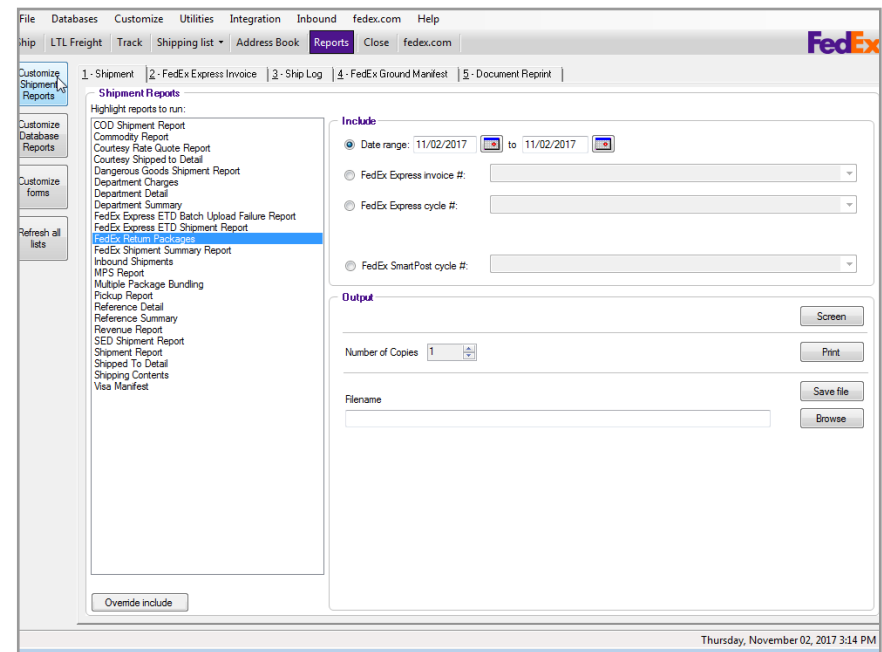 File Databases Customize Utilities Integration Inbound fedex.com Help
Ship LTL Freight Track Shipping list Address Book Reports Close fedex.com
FedEx
Customize Shipment Reports
Customize Database Reports
Customize forms
Refresh all lists
1 - Shipment 2 - FedEx Express Invoice 3 - Ship Log 4 - FedEx Ground Manifest 5 - Document Reprint
Shipment Reports
Highlight reports to run:
COD Shipment Report
Commodity Report
Courtesy Rate Quote Report
Courtesy Shipped to Detail
Dangerous Goods Shipment Report
Department Charges
Department Detail
Department Summary
FedEx Express ETD Batch Upload Failure Report
FedEx Express ETD Shipment Report
FedEx Return Packages
FedEx Shipment Summary Report
Inbound Shipments
MPS Report
Multiple Package Bundling
Pickup Report
Reference Detail
Reference Summary
Revenue Report
SED Shipment Report
Shipment Report
Shipped To Detail
Shipping Contents
Visa Manifest
Override include
Include
Date range: 11/02/2017 to 11/02/2017
FedEx Express invoice #:
FedEx Express cycle #:
FedEx SmartPost cycle #:
Output
Screen
Number of Copies 1 Print
Save file
Filename
Browse
Thursday, November 02, 2017 3:14 PM